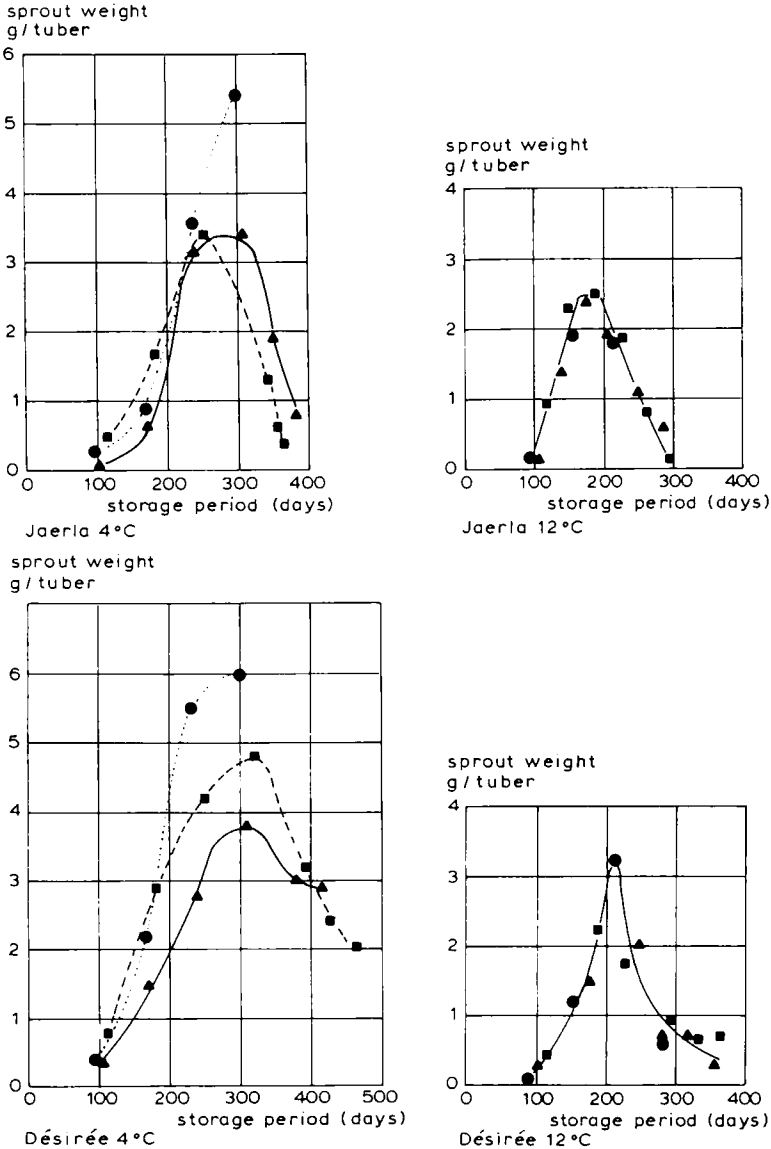 sprout weight
g/tuber
6
5
4
3
2
1
0
0 100 200 300 400
storage period (days)
Jaerla 4°C
sprout weight
g/tuber
4
3
2
1
0
0 100 200 300 400
storage period (days)
Jaerla 12°C
sprout weight
g/tuber
6
5
4
3
2
1
0
0 100 200 300 400 500
storage period (days)
Désirée 4°C
sprout weight
g/tuber
4
3
2
1
0
0 100 200 300 400
storage period (days)
Désirée 12°C